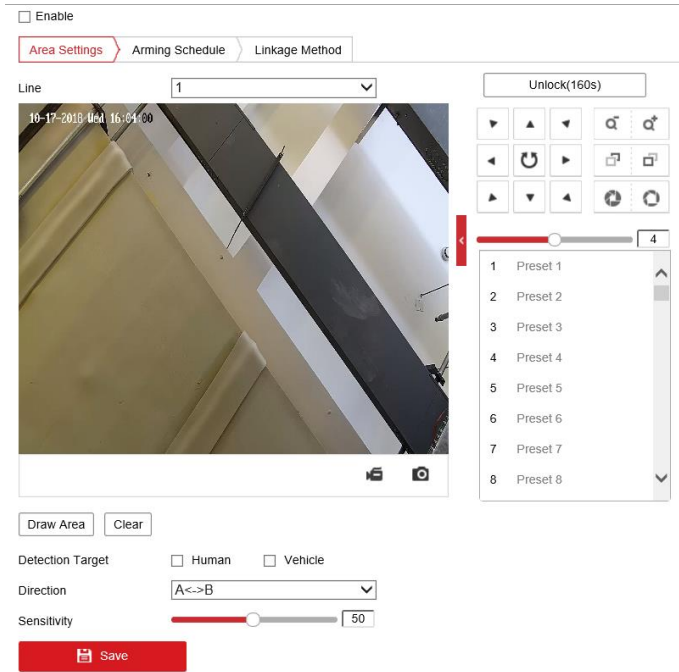 Enable
Area Settings
Arming Schedule
Linkage Method
Line
1
Unlock(160s)
10-17-2018 Wed 16:04:00
4
1 Preset 1
2 Preset 2
3 Preset 3
4 Preset 4
5 Preset 5
6 Preset 6
7 Preset 7
8 Preset 8
Draw Area
Clear
Detection Target
Human
Vehicle
Direction
A<->B
Sensitivity
50
Save